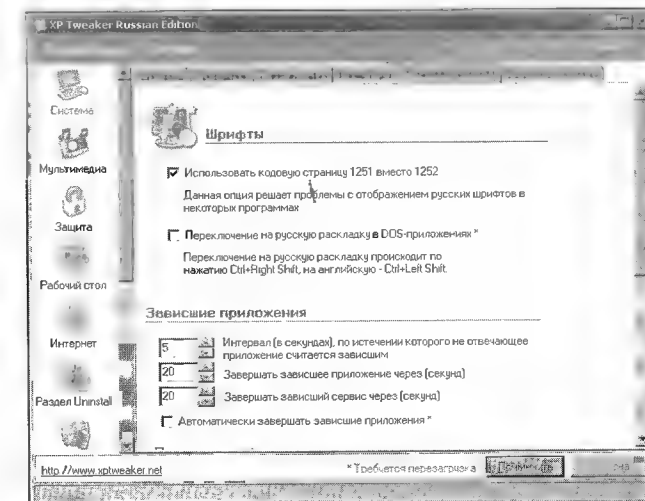 XP Tweaker Russian Edition
Система
Мультимедиа
Защита
Рабочий стол
Интернет
Раздел Uninstall
Шрифты
Использовать кодовую страницу 1251 вместо 1252
Данная опция решает проблемы с отображением русских шрифтов в
некоторых программах
Переключение на русскую раскладку в DOS-приложениях *
Переключение на русскую раскладку происходит по
нажатию Ctrl+Right Shift, на английскую - Ctrl+Left Shift.
Зависшие приложения
5 Интервал (в секундах), по истечении которого не отвечающее
приложение считается зависшим
20 Завершать зависшее приложение через (секунд)
20 Завершать зависший сервис через (секунд)
Автоматически завершать зависшие приложения *
http://www.xptweaker.net
* Требуется перезагрузка